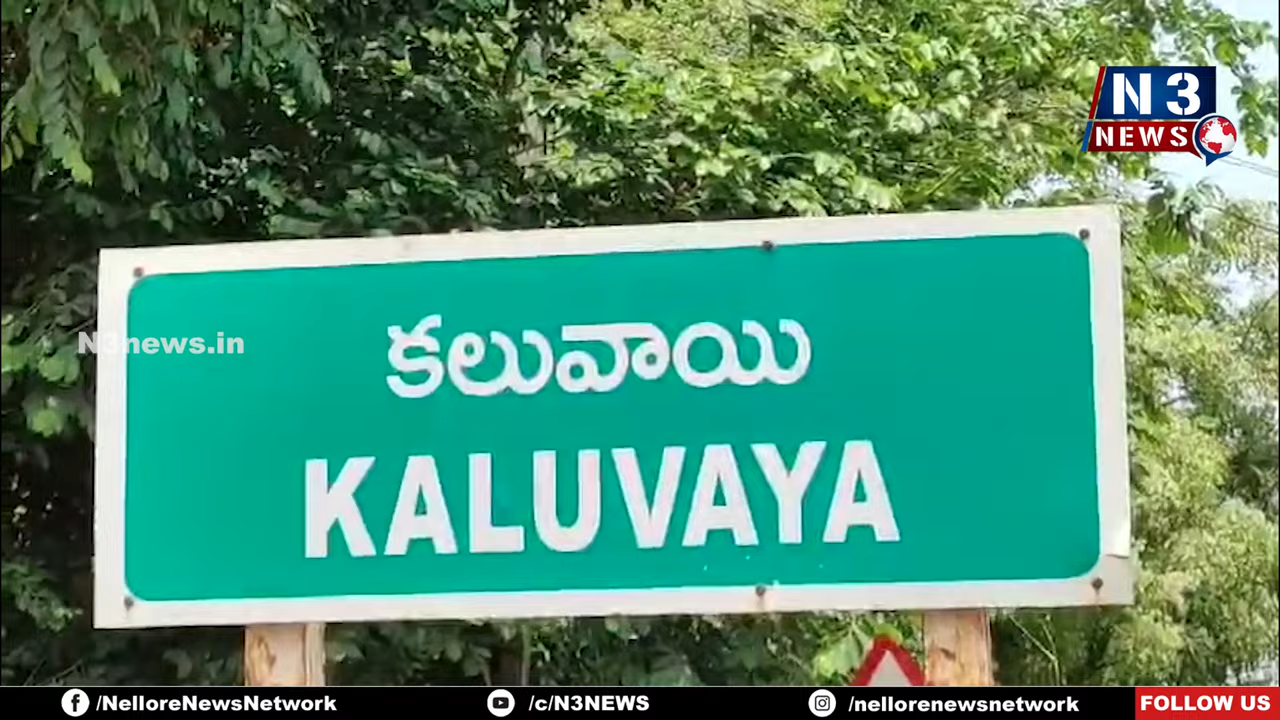 N3
NEWS
N3news.in
కలువాయి
KALUVAYA
/NelloreNewsNetwork
/c/N3NEWS
/nellorenewsnetwork
FOLLOW US